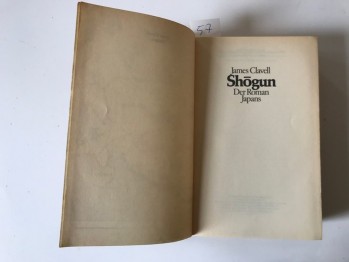 57
James Clavell
Shōgun
Der Roman
Japans